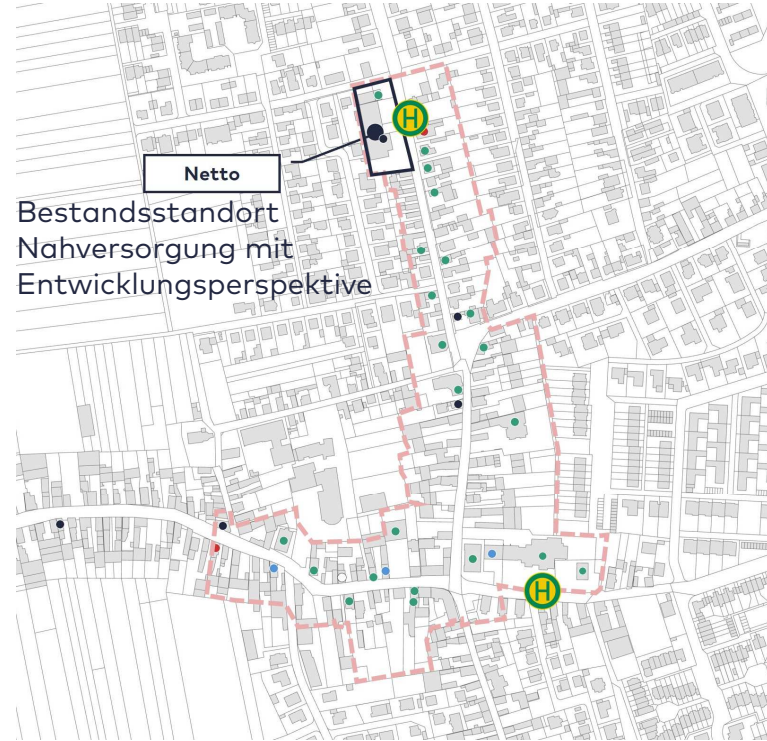 H
Netto
Bestandsstandort
Nahversorgung mit
Entwicklungsperspektive
H